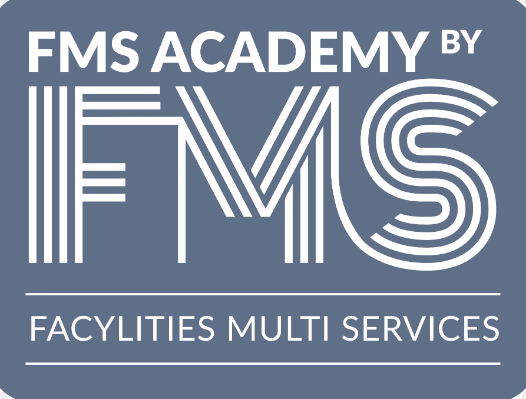 FMS ACADEMY BY
FMS
FACYLITIES MULTI SERVICES